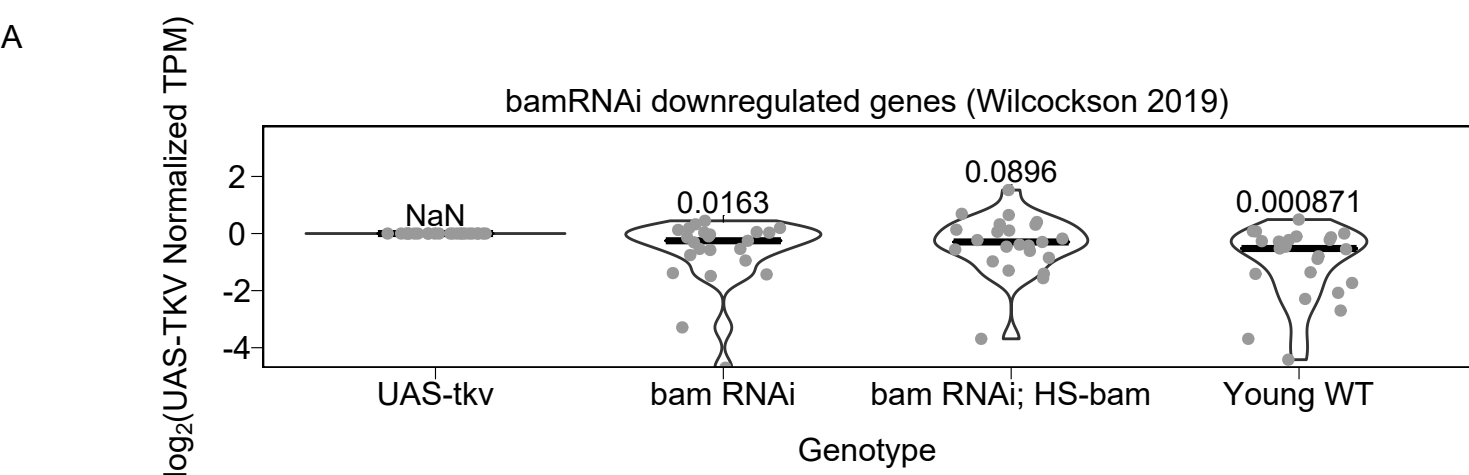 A
log₂(UAS-TKV Normalized TPM)
bamRNAi downregulated genes (Wilcockson 2019)
2
0
-2
-4
NaN
0.0163
0.0896
0.000871
UAS-tkv
bam RNAi
bam RNAi; HS-bam
Young WT
Genotype